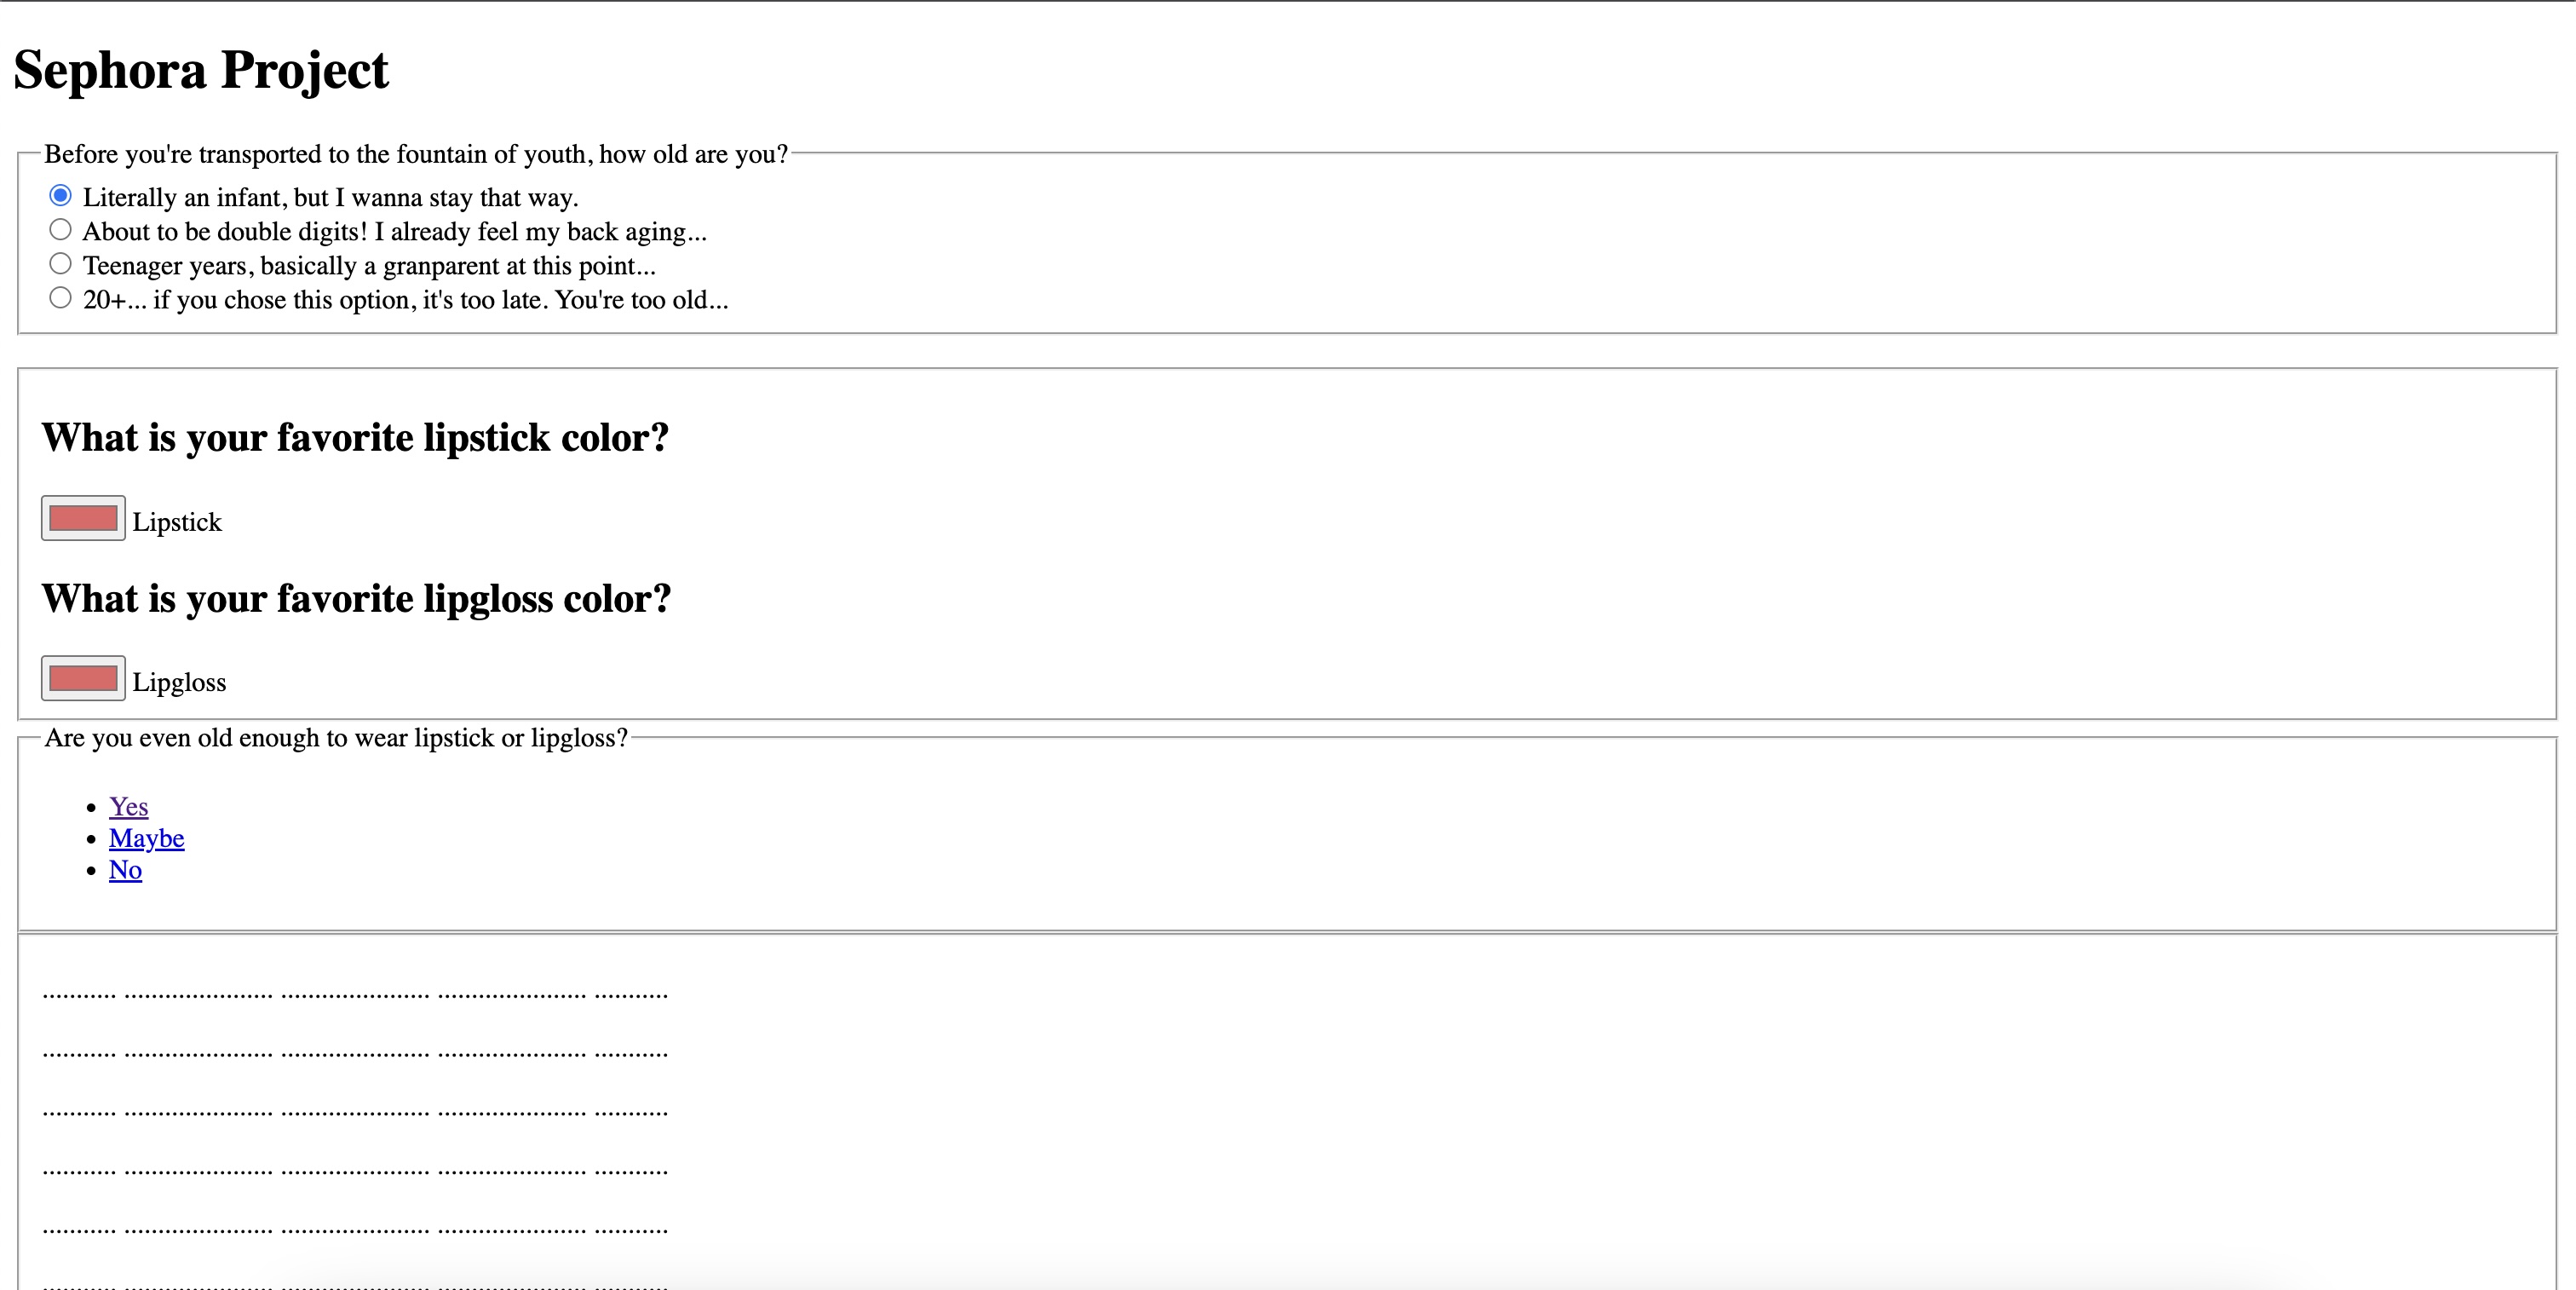 Sephora Project
Before you're transported to the fountain of youth, how old are you?
Literally an infant, but I wanna stay that way.
About to be double digits! I already feel my back aging...
Teenager years, basically a granparent at this point...
20+... if you chose this option, it's too late. You're too old...
What is your favorite lipstick color?
Lipstick
What is your favorite lipgloss color?
Lipgloss
Are you even old enough to wear lipstick or lipgloss?
Yes
Maybe
No
........... ...................... ...................... ...................... ...........
........... ...................... ...................... ...................... ...........
........... ...................... ...................... ...................... ...........
........... ...................... ...................... ...................... ...........
........... ...................... ...................... ...................... ...........
........... ...................... ...................... ...................... ...........